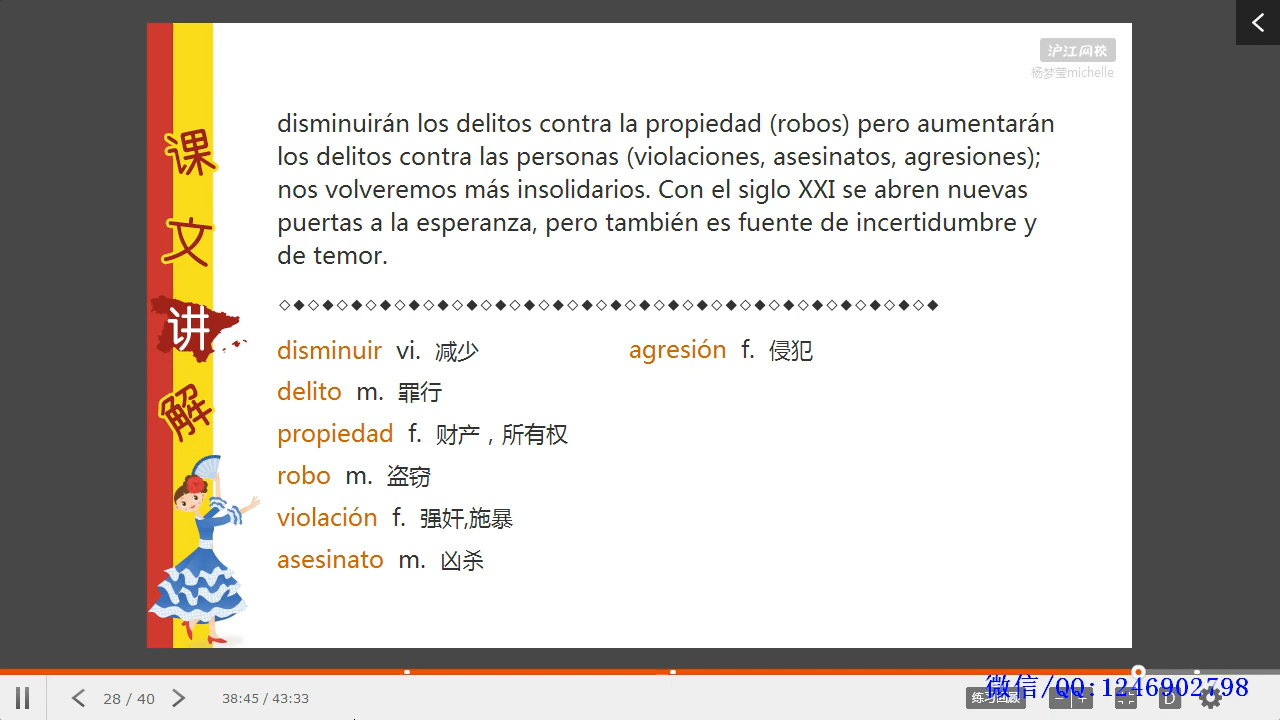 沪江网校
杨梦莹michelle
课
文
讲
解
disminuirán los delitos contra la propiedad (robos) pero aumentarán
los delitos contra las personas (violaciones, asesinatos, agresiones);
nos volveremos más insolidarios. Con el siglo XXI se abren nuevas
puertas a la esperanza, pero también es fuente de incertidumbre y
de temor.
disminuir vi. 减少
agresión f. 侵犯
delito m. 罪行
propiedad f. 财产，所有权
robo m. 盗窃
violación f. 强奸,施暴
asesinato m. 凶杀
28 / 40
38:45 / 43:33
微信/QQ:1246902798
D